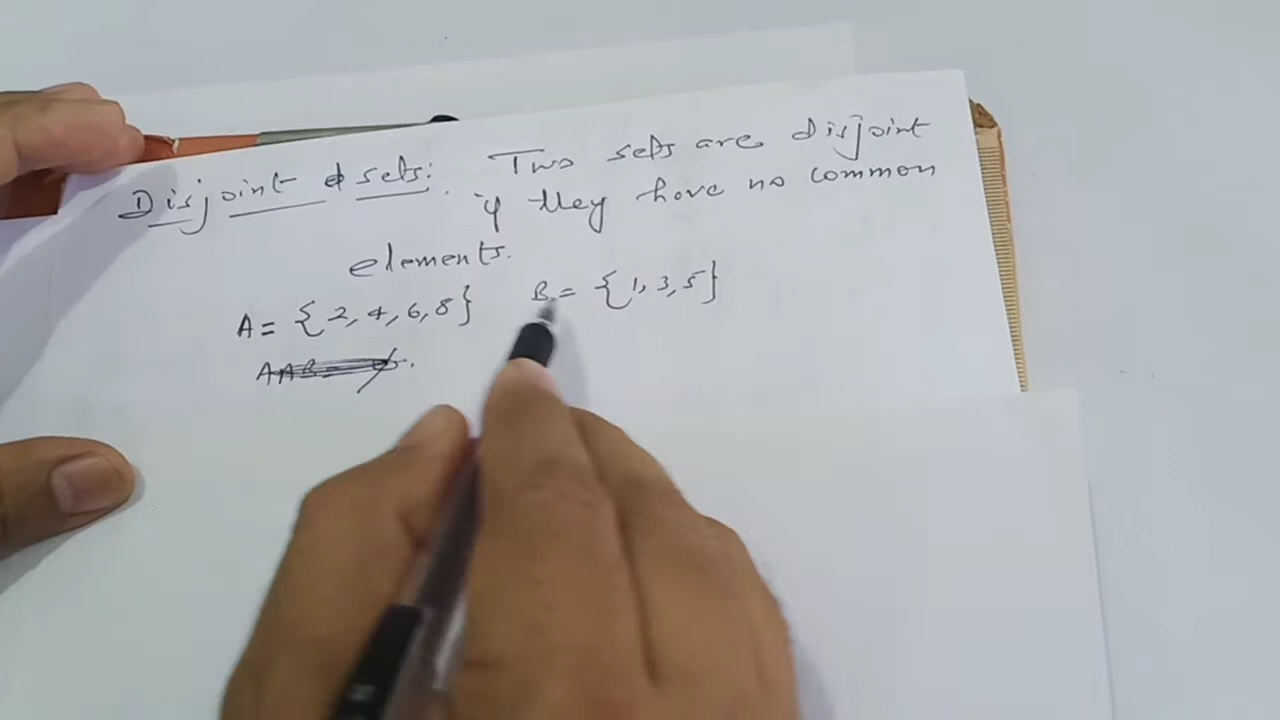 Disjoint sets: Two sets are disjoint
if they have no common
elements.
A = {2, 4, 6, 8} B = {1, 3, 5}
A∩B = ∅.